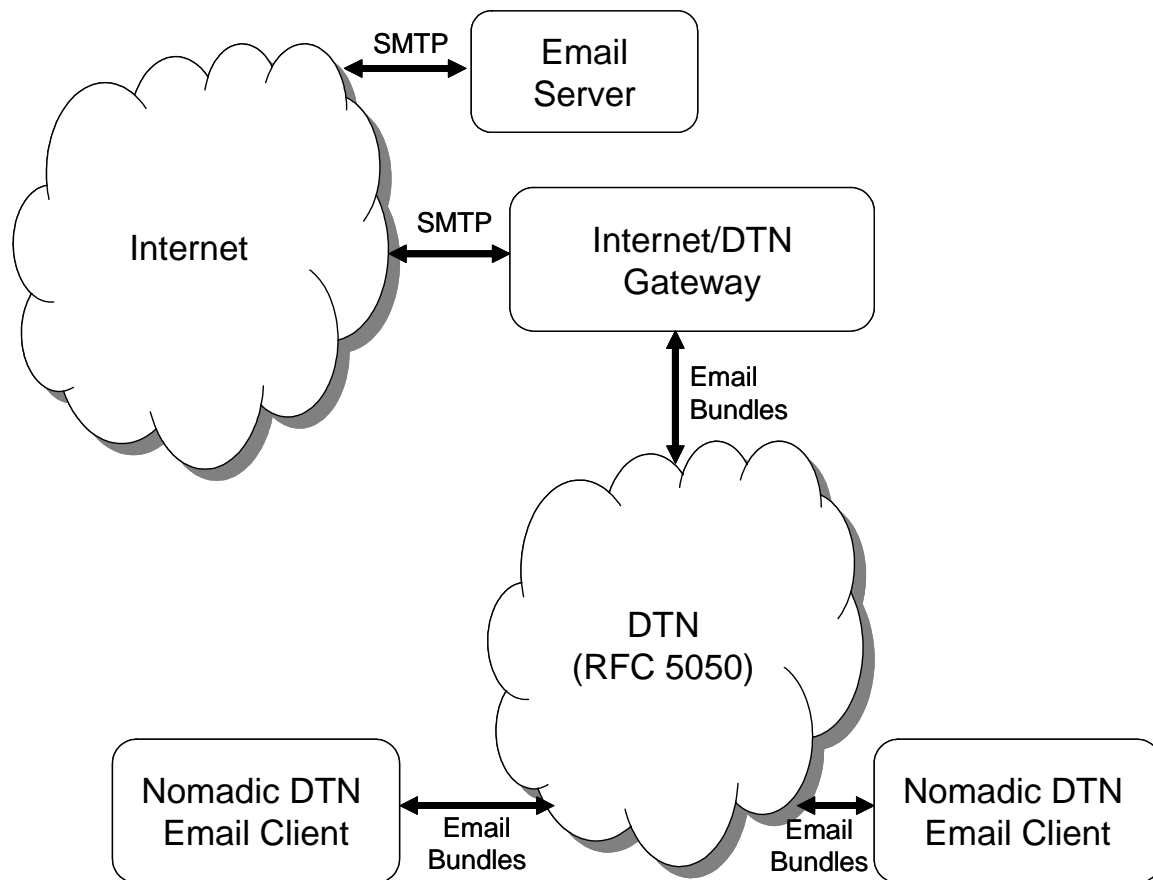 SMTP
Email
Server
Internet
SMTP
Internet/DTN
Gateway
Email
Bundles
DTN
(RFC 5050)
Nomadic DTN
Email Client
Email
Bundles
Email
Bundles
Nomadic DTN
Email Client